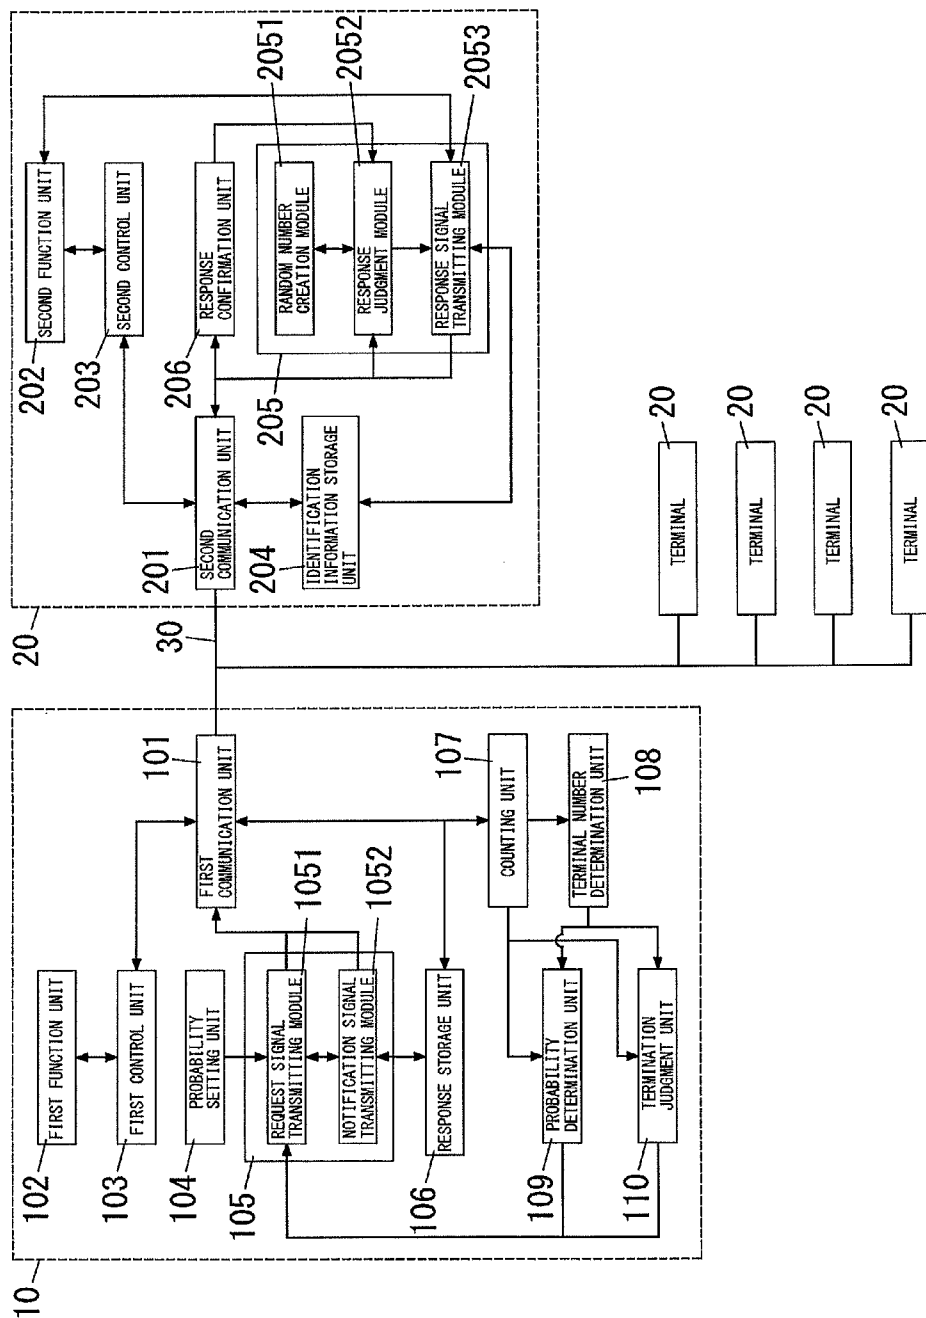 10
102
FIRST FUNCTION UNIT
103
FIRST CONTROL UNIT
104
PROBABILITY
SETTING UNIT
105
REQUEST SIGNAL
TRANSMITTING MODULE
1051
NOTIFICATION SIGNAL
TRANSMITTING MODULE
1052
106
RESPONSE STORAGE UNIT
109
PROBABILITY
DETERMINATION UNIT
110
TERMINATION
JUDGMENT UNIT
101
FIRST
COMMUNICATION UNIT
107
COUNTING UNIT
108
TERMINAL NUMBER
DETERMINATION UNIT
30
20
201
SECOND
COMMUNICATION UNIT
204
IDENTIFICATION
INFORMATION STORAGE
UNIT
202
SECOND FUNCTION UNIT
203
SECOND CONTROL UNIT
206
RESPONSE
CONFIRMATION UNIT
205
RANDOM NUMBER
CREATION MODULE
2051
RESPONSE
JUDGMENT MODULE
2052
RESPONSE SIGNAL
TRANSMITTING MODULE
2053
TERMINAL
20
TERMINAL
20
TERMINAL
20
TERMINAL
20